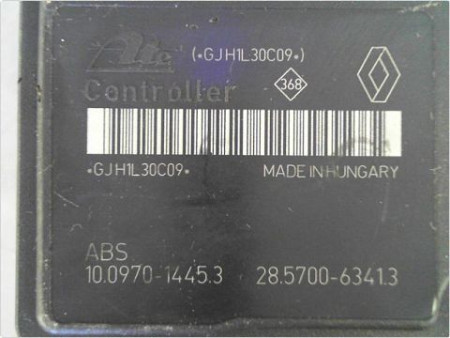 Ate (*GJH1L30C09*)
Controller 368
*GJH1L30C09* MADE IN HUNGARY
ABS
10.0970-1445.3 28.5700-6341.3